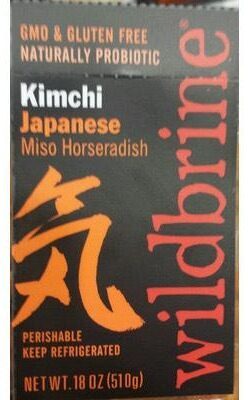 GMO & GLUTEN FREE
NATURALLY PROBIOTIC
Kimchi
Japanese
Miso Horseradish
気
wildbrine®
PERISHABLE
KEEP REFRIGERATED
NET WT. 18 OZ (510g)